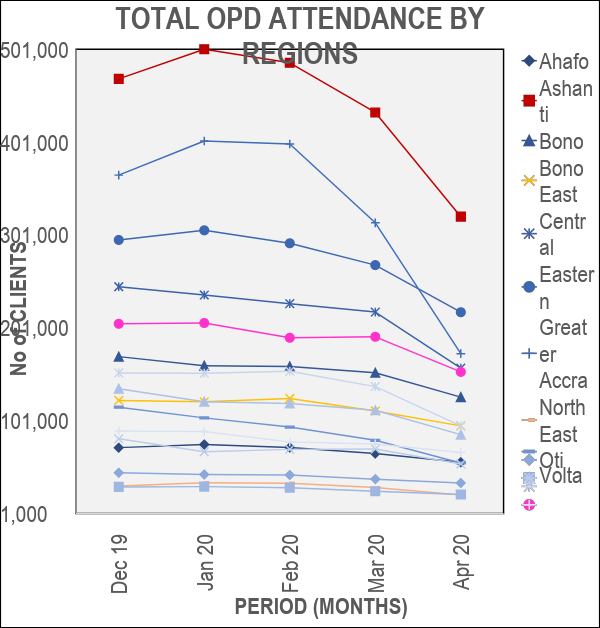 TOTAL OPD ATTENDANCE BY
REGIONS
501,000
401,000
301,000
201,000
101,000
1,000
No of CLIENTS
Dec 19
Jan 20
Feb 20
Mar 20
Apr 20
PERIOD (MONTHS)
Ahafo
Ashan
ti
Bono
Bono
East
Centr
al
Easter
n
Great
er
Accra
North
East
Oti
Volta